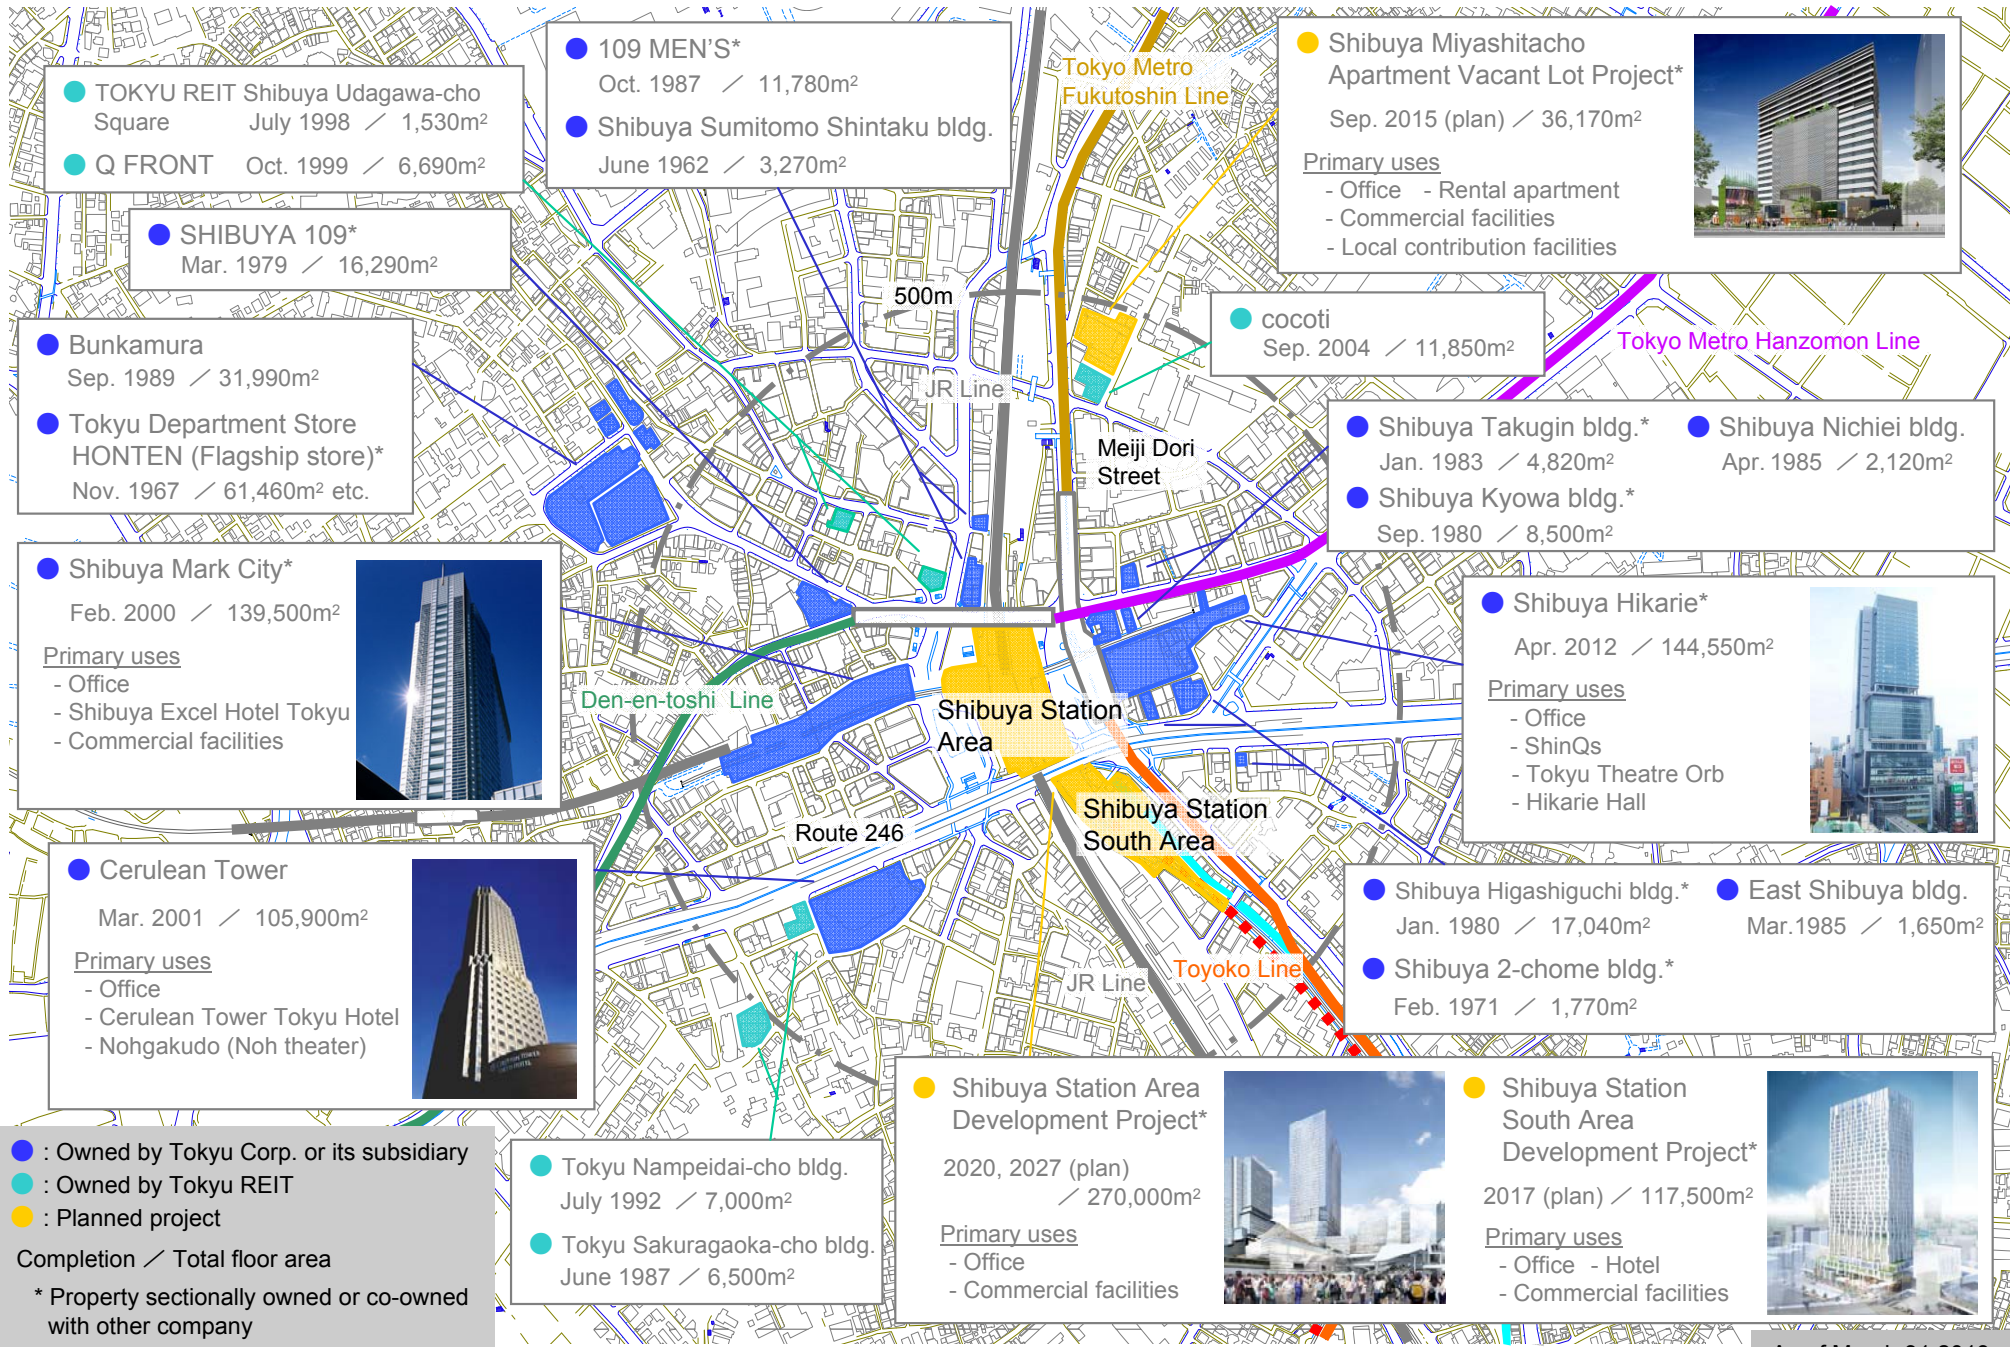 TOKYU REIT Shibuya Udagawa-cho
Square July 1998 ／ 1,530m²
Q FRONT Oct. 1999 ／ 6,690m²
109 MEN'S*
Oct. 1987 ／ 11,780m²
Shibuya Sumitomo Shintaku bldg.
June 1962 ／ 3,270m²
Tokyo Metro
Fukutoshin Line
Shibuya Miyashitacho
Apartment Vacant Lot Project*
Sep. 2015 (plan) ／ 36,170m²
Primary uses
- Office - Rental apartment
- Commercial facilities
- Local contribution facilities
SHIBUYA 109*
Mar. 1979 ／ 16,290m²
500m
cocoti
Sep. 2004 ／ 11,850m²
Tokyo Metro Hanzomon Line
Bunkamura
Sep. 1989 ／ 31,990m²
Tokyu Department Store
HONTEN (Flagship store)*
Nov. 1967 ／ 61,460m² etc.
JR Line
Meiji Dori
Street
Shibuya Takugin bldg.*
Jan. 1983 ／ 4,820m²
Shibuya Nichiei bldg.
Apr. 1985 ／ 2,120m²
Shibuya Kyowa bldg.*
Sep. 1980 ／ 8,500m²
Shibuya Mark City*
Feb. 2000 ／ 139,500m²
Primary uses
- Office
- Shibuya Excel Hotel Tokyu
- Commercial facilities
Den-en-toshi Line
Shibuya Station
Area
Shibuya Hikarie*
Apr. 2012 ／ 144,550m²
Primary uses
- Office
- ShinQs
- Tokyu Theatre Orb
- Hikarie Hall
Route 246
Shibuya Station
South Area
Cerulean Tower
Mar. 2001 ／ 105,900m²
Primary uses
- Office
- Cerulean Tower Tokyu Hotel
- Nohgakudo (Noh theater)
JR Line
Toyoko Line
Shibuya Higashiguchi bldg.*
Jan. 1980 ／ 17,040m²
East Shibuya bldg.
Mar.1985 ／ 1,650m²
Shibuya 2-chome bldg.*
Feb. 1971 ／ 1,770m²
: Owned by Tokyu Corp. or its subsidiary
: Owned by Tokyu REIT
: Planned project
Completion ／ Total floor area
* Property sectionally owned or co-owned
with other company
Tokyu Nampeidai-cho bldg.
July 1992 ／ 7,000m²
Tokyu Sakuragaoka-cho bldg.
June 1987 ／ 6,500m²
Shibuya Station Area
Development Project*
2020, 2027 (plan)
／ 270,000m²
Primary uses
- Office
- Commercial facilities
Shibuya Station
South Area
Development Project*
2017 (plan) ／ 117,500m²
Primary uses
- Office - Hotel
- Commercial facilities